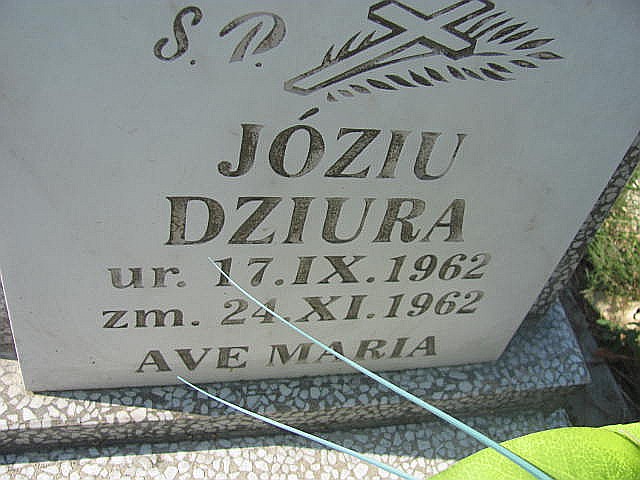 S. P.
JÓZIU
DZIURA
ur. 17.IX.1962
zm. 24.XI.1962
AVE MARIA